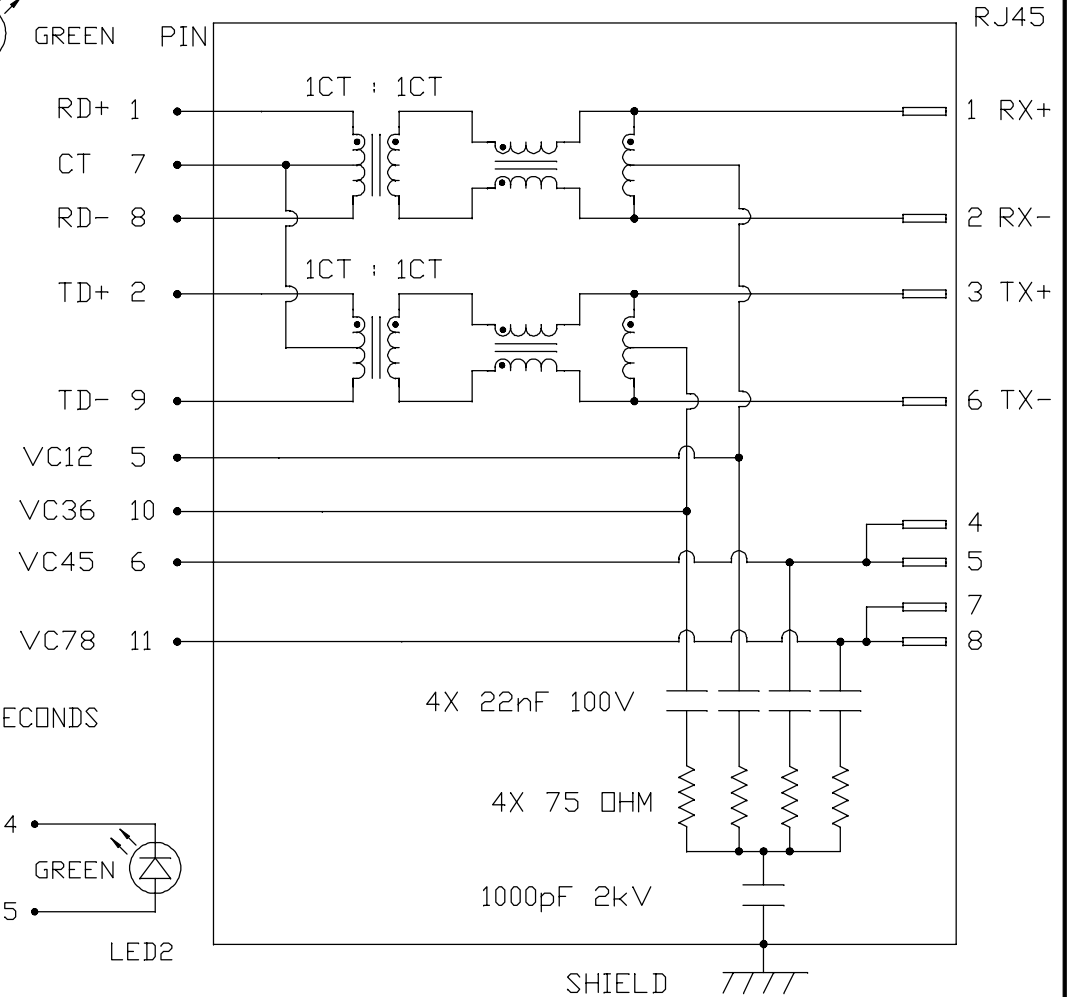 RJ45
GREEN PIN
1CT : 1CT
RD+ 1 1 RX+
CT 7
RD- 8 2 RX-
1CT : 1CT
TD+ 2 3 TX+
TD- 9 6 TX-
VC12 5
VC36 10
4
VC45 6 5
7
VC78 11 8
4X 22nF 100V
ECONDS
4X 75 OHM
4
GREEN
1000pF 2kV
5
LED2
SHIELD